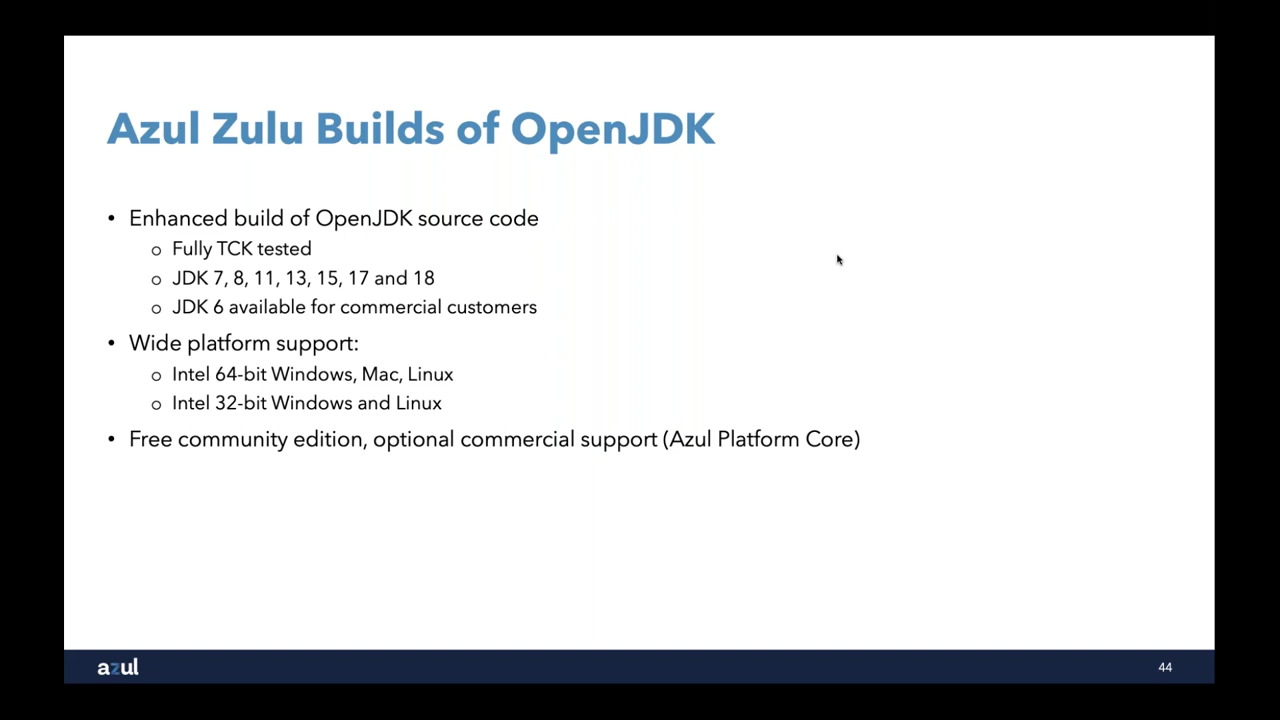 Azul Zulu Builds of OpenJDK
• Enhanced build of OpenJDK source code
o Fully TCK tested
o JDK 7, 8, 11, 13, 15, 17 and 18
o JDK 6 available for commercial customers
• Wide platform support:
o Intel 64-bit Windows, Mac, Linux
o Intel 32-bit Windows and Linux
• Free community edition, optional commercial support (Azul Platform Core)
azul
44